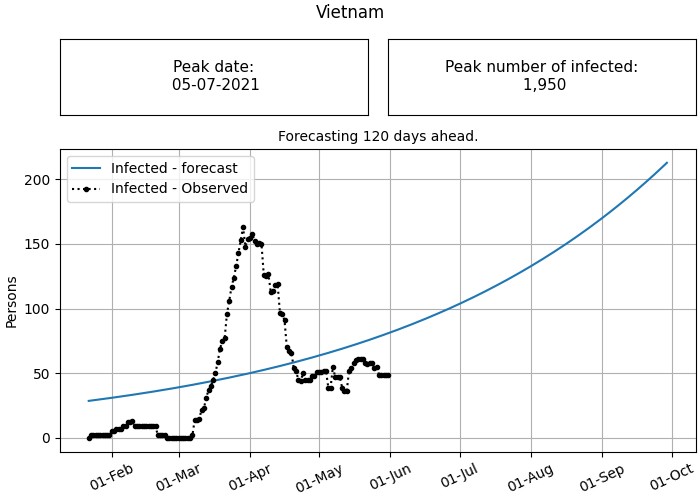 Vietnam
Peak date:
05-07-2021
Peak number of infected:
1,950
Forecasting 120 days ahead.
Infected - forecast
Infected - Observed
Persons
200
150
100
50
0
01-Feb
01-Mar
01-Apr
01-May
01-Jun
01-Jul
01-Aug
01-Sep
01-Oct